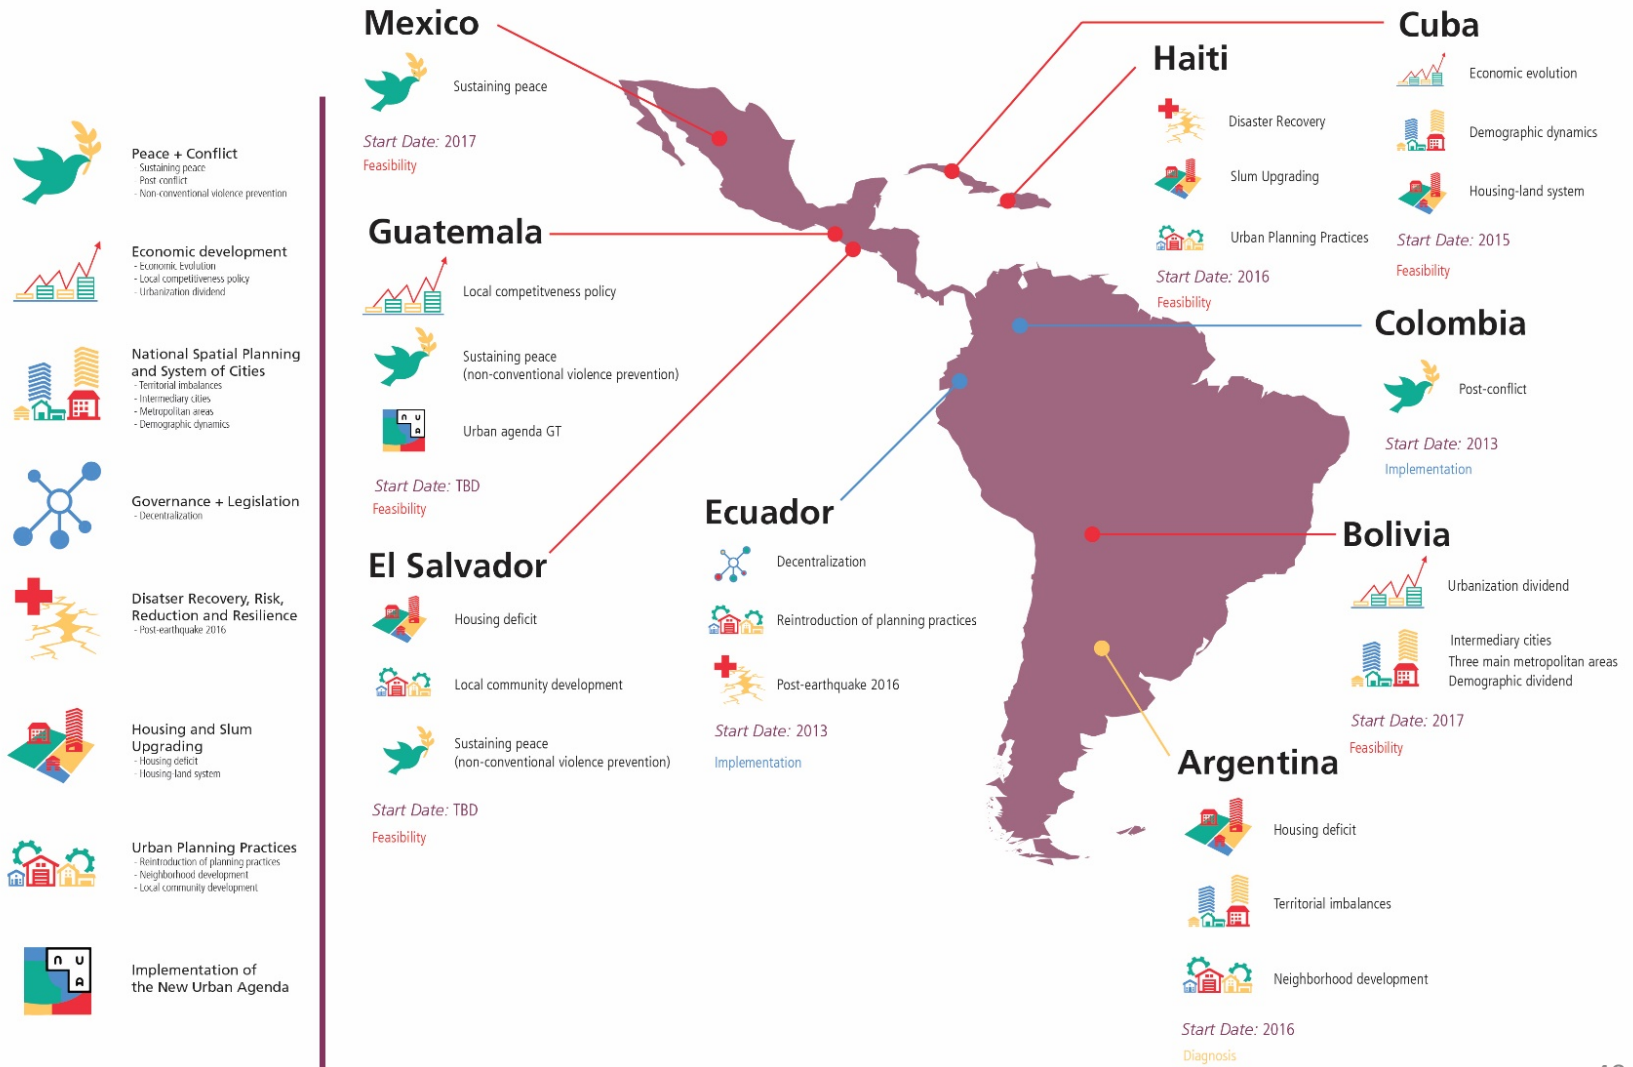 Peace + Conflict
- Sustaining peace
Post conflict
- Non-conventional violence prevention
Economic development
- Economic Evolution
- Local competitiveness policy
- Urbanization dividend
National Spatial Planning
and System of Cities
- Territorial imbalances
- Intermediary cities
- Metropolitan areas
- Demographic dynamics
Governance + Legislation
- Decentralization
Disatser Recovery, Risk,
Reduction and Resilience
- Post-earthquake 2016
Housing and Slum
Upgrading
- Housing deficit
- Housing-land system
Urban Planning Practices
- Reintroduction of planning practices
- Neighborhood development
- Local community development
NUA
Implementation of
the New Urban Agenda
Mexico
Sustaining peace
Start Date: 2017
Feasibility
Guatemala
Local competitveness policy
Sustaining peace
(non-conventional violence prevention)
NUA
Urban agenda GT
Start Date: TBD
Feasibility
El Salvador
Housing deficit
Local community development
Sustaining peace
(non-conventional violence prevention)
Start Date: TBD
Feasibility
Ecuador
Decentralization
Reintroduction of planning practices
Post-earthquake 2016
Start Date: 2013
Implementation
Haiti
Disaster Recovery
Slum Upgrading
Urban Planning Practices
Start Date: 2016
Feasibility
Cuba
Economic evolution
Demographic dynamics
Housing-land system
Start Date: 2015
Feasibility
Colombia
Post-conflict
Start Date: 2013
Implementation
Bolivia
Urbanization dividend
Intermediary cities
Three main metropolitan areas
Demographic dividend
Start Date: 2017
Feasibility
Argentina
Housing deficit
Territorial imbalances
Neighborhood development
Start Date: 2016
Diagnosis